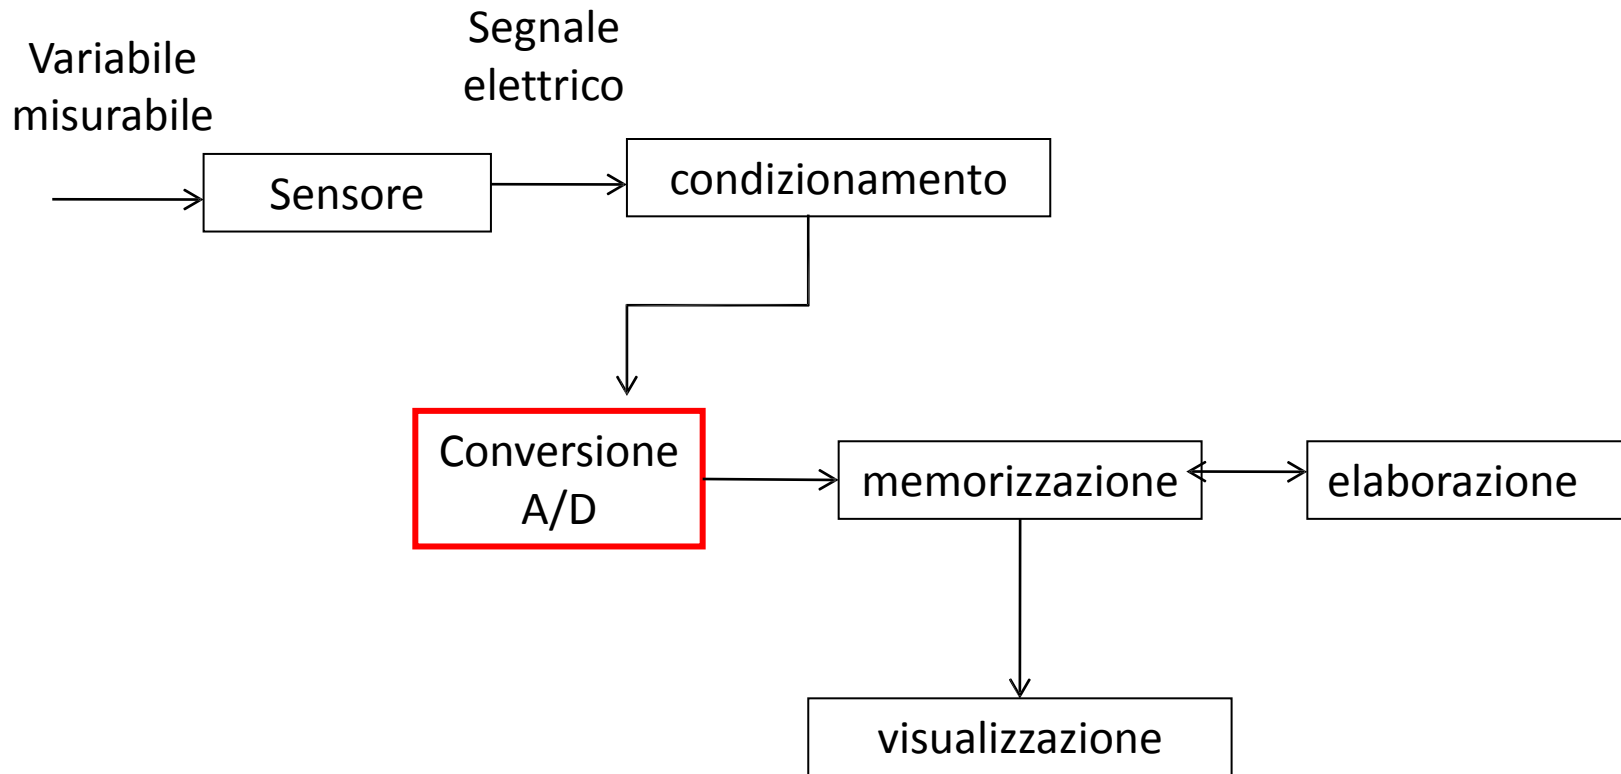 Variabile
misurabile
Segnale
elettrico
Sensore
condizionamento
Conversione
A/D
memorizzazione
elaborazione
visualizzazione